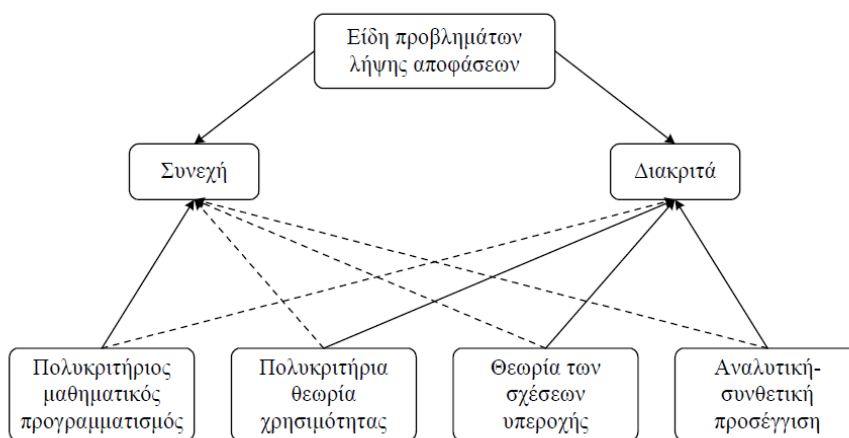 Είδη προβλημάτων
λήψης αποφάσεων
Συνεχή
Διακριτά
Πολυκριτήριος
μαθηματικός
προγραμματισμός
Πολυκριτήρια
θεωρία
χρησιμότητας
Θεωρία των
σχέσεων
υπεροχής
Αναλυτική-
συνθετική
προσέγγιση